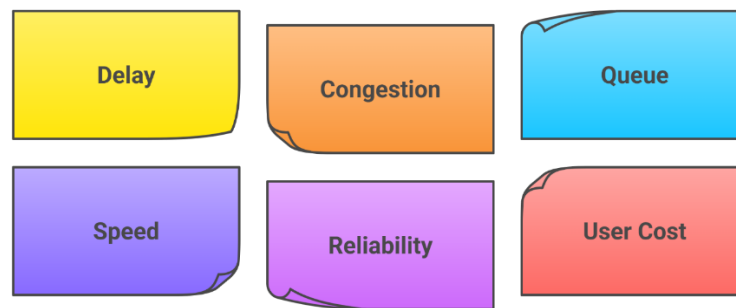 Delay
Congestion
Queue
Speed
Reliability
User Cost